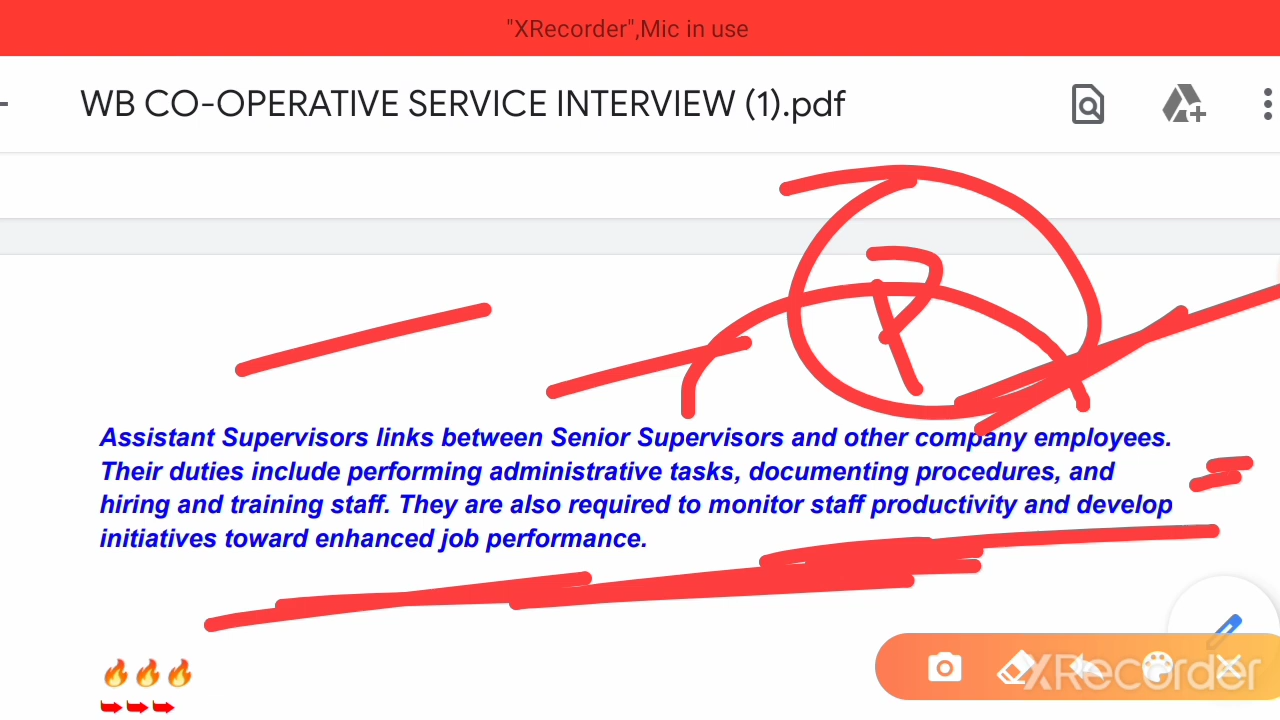 "XRecorder",Mic in use
WB CO-OPERATIVE SERVICE INTERVIEW (1).pdf
Assistant Supervisors links between Senior Supervisors and other company employees.
Their duties include performing administrative tasks, documenting procedures, and
hiring and training staff. They are also required to monitor staff productivity and develop
initiatives toward enhanced job performance.
XRecorder